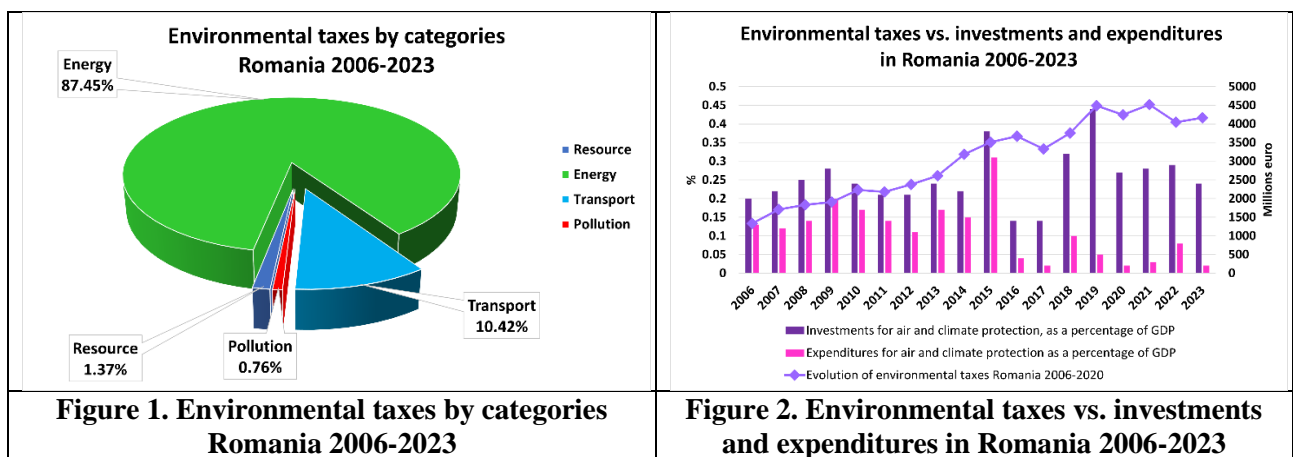 Environmental taxes by categories
Romania 2006-2023
Energy
87.45%
Resource
Energy
Transport
Pollution
Transport
10.42%
Resource
1.37%
Pollution
0.76%
Environmental taxes vs. investments and expenditures
in Romania 2006-2023
0.5
0.45
0.4
0.35
0.3
0.25
0.2
0.15
0.1
0.05
0
%
5000
4500
4000
3500
3000
2500
2000
1500
1000
500
0
Millions euro
2006
2007
2008
2009
2010
2011
2012
2013
2014
2015
2016
2017
2018
2019
2020
2021
2022
2023
Investments for air and climate protection, as a percentage of GDP
Expenditures for air and climate protection as a percentage of GDP
Evolution of environmental taxes Romania 2006-2020
Figure 1. Environmental taxes by categories
Romania 2006-2023
Figure 2. Environmental taxes vs. investments
and expenditures in Romania 2006-2023